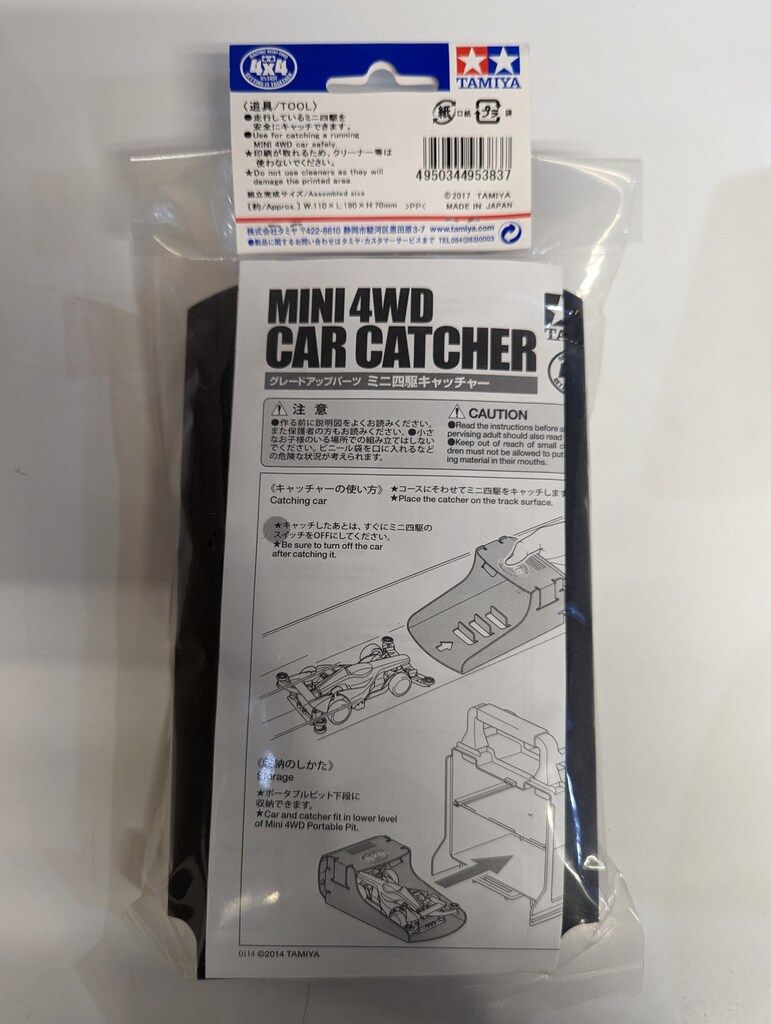 4x4
TAMIYA
〈道具/TOOL〉
●走行しているミニ四駆を
安全にキャッチできます。
●Use for catching a running
MINI 4WD car safely.
★印刷が取れるため、クリーナー等は
使わないでください。
★Do not use cleaners as they will
damage the printed area.
組立完成サイズ/Assembled size
[約/Approx.] W:110×L:190×H:70mm >PP<
紙 口紙 プラ 袋
4950344953837
©2017 TAMIYA
MADE IN JAPAN
株式会社タミヤ 〒422-8610 静岡市駿河区恩田原3-7 www.tamiya.com
●製品に関するお問い合わせはタミヤ・カスタマーサービスまで TEL054(283)0003
MINI 4WD
CAR CATCHER
グレードアップパーツ ミニ四駆キャッチャー
注意
●作る前に説明図をよくお読みください。
また保護者の方もお読みください。●小さ
なお子様のいる場所での組み立てはしない
でください。ビニール袋を口に入れるなど
の危険な状況が考えられます。
CAUTION
●Read the instructions before a
pervising adult should also read
●Keep out of reach of small c
dren must not be allowed to put
ing material in their mouths.
《キャッチャーの使い方》
Catching car
★コースにそわせてミニ四駆をキャッチします
★Place the catcher on the track surface.
★キャッチしたあとは、すぐにミニ四駆の
スイッチをOFFにしてください。
★Be sure to turn off the car
after catching it.
《収納のしかた》
Storage
★ポータブルピット下段に
収納できます。
★Car and catcher fit in lower level
of Mini 4WD Portable Pit.
0114 ©2014 TAMIYA